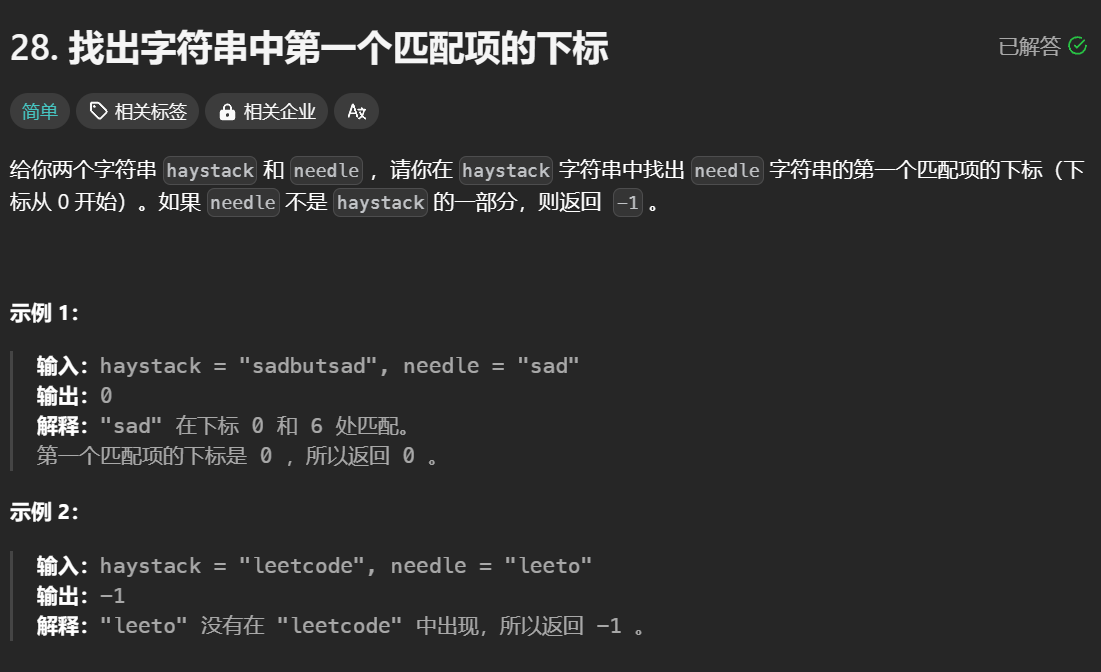 28. 找出字符串中第一个匹配项的下标
已解答
简单 相关标签 相关企业 Ax
给你两个字符串 haystack 和 needle ，请你在 haystack 字符串中找出 needle 字符串的第一个匹配项的下标（下
标从 0 开始）。如果 needle 不是 haystack 的一部分，则返回 -1 。
示例 1：
输入：haystack = "sadbutsad", needle = "sad"
输出：0
解释："sad" 在下标 0 和 6 处匹配。
第一个匹配项的下标是 0 ，所以返回 0 。
示例 2：
输入：haystack = "leetcode", needle = "leeto"
输出：-1
解释："leeto" 没有在 "leetcode" 中出现，所以返回 -1 。